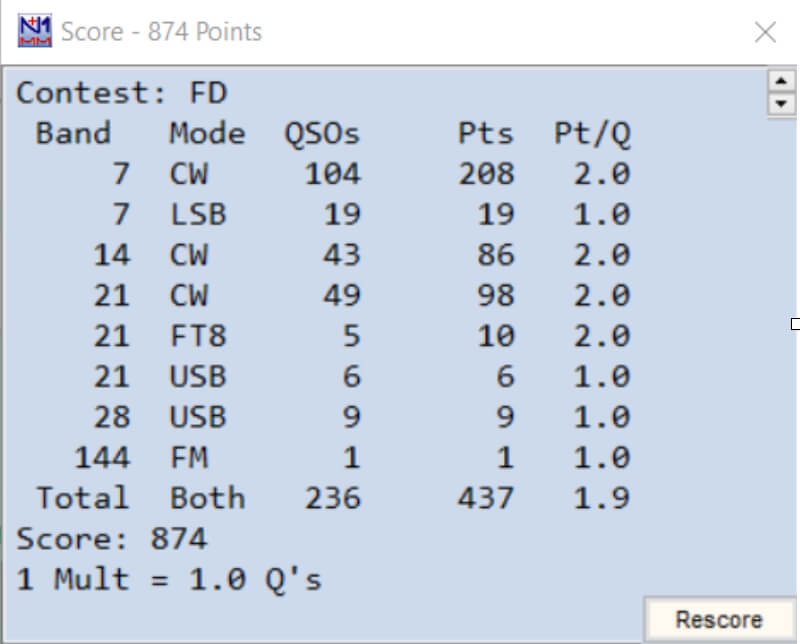 Score - 874 Points
Contest: FD
Band Mode QSOs Pts Pt/Q
7 CW 104 208 2.0
7 LSB 19 19 1.0
14 CW 43 86 2.0
21 CW 49 98 2.0
21 FT8 5 10 2.0
21 USB 6 6 1.0
28 USB 9 9 1.0
144 FM 1 1 1.0
Total Both 236 437 1.9
Score: 874
1 Mult = 1.0 Q's
Rescore